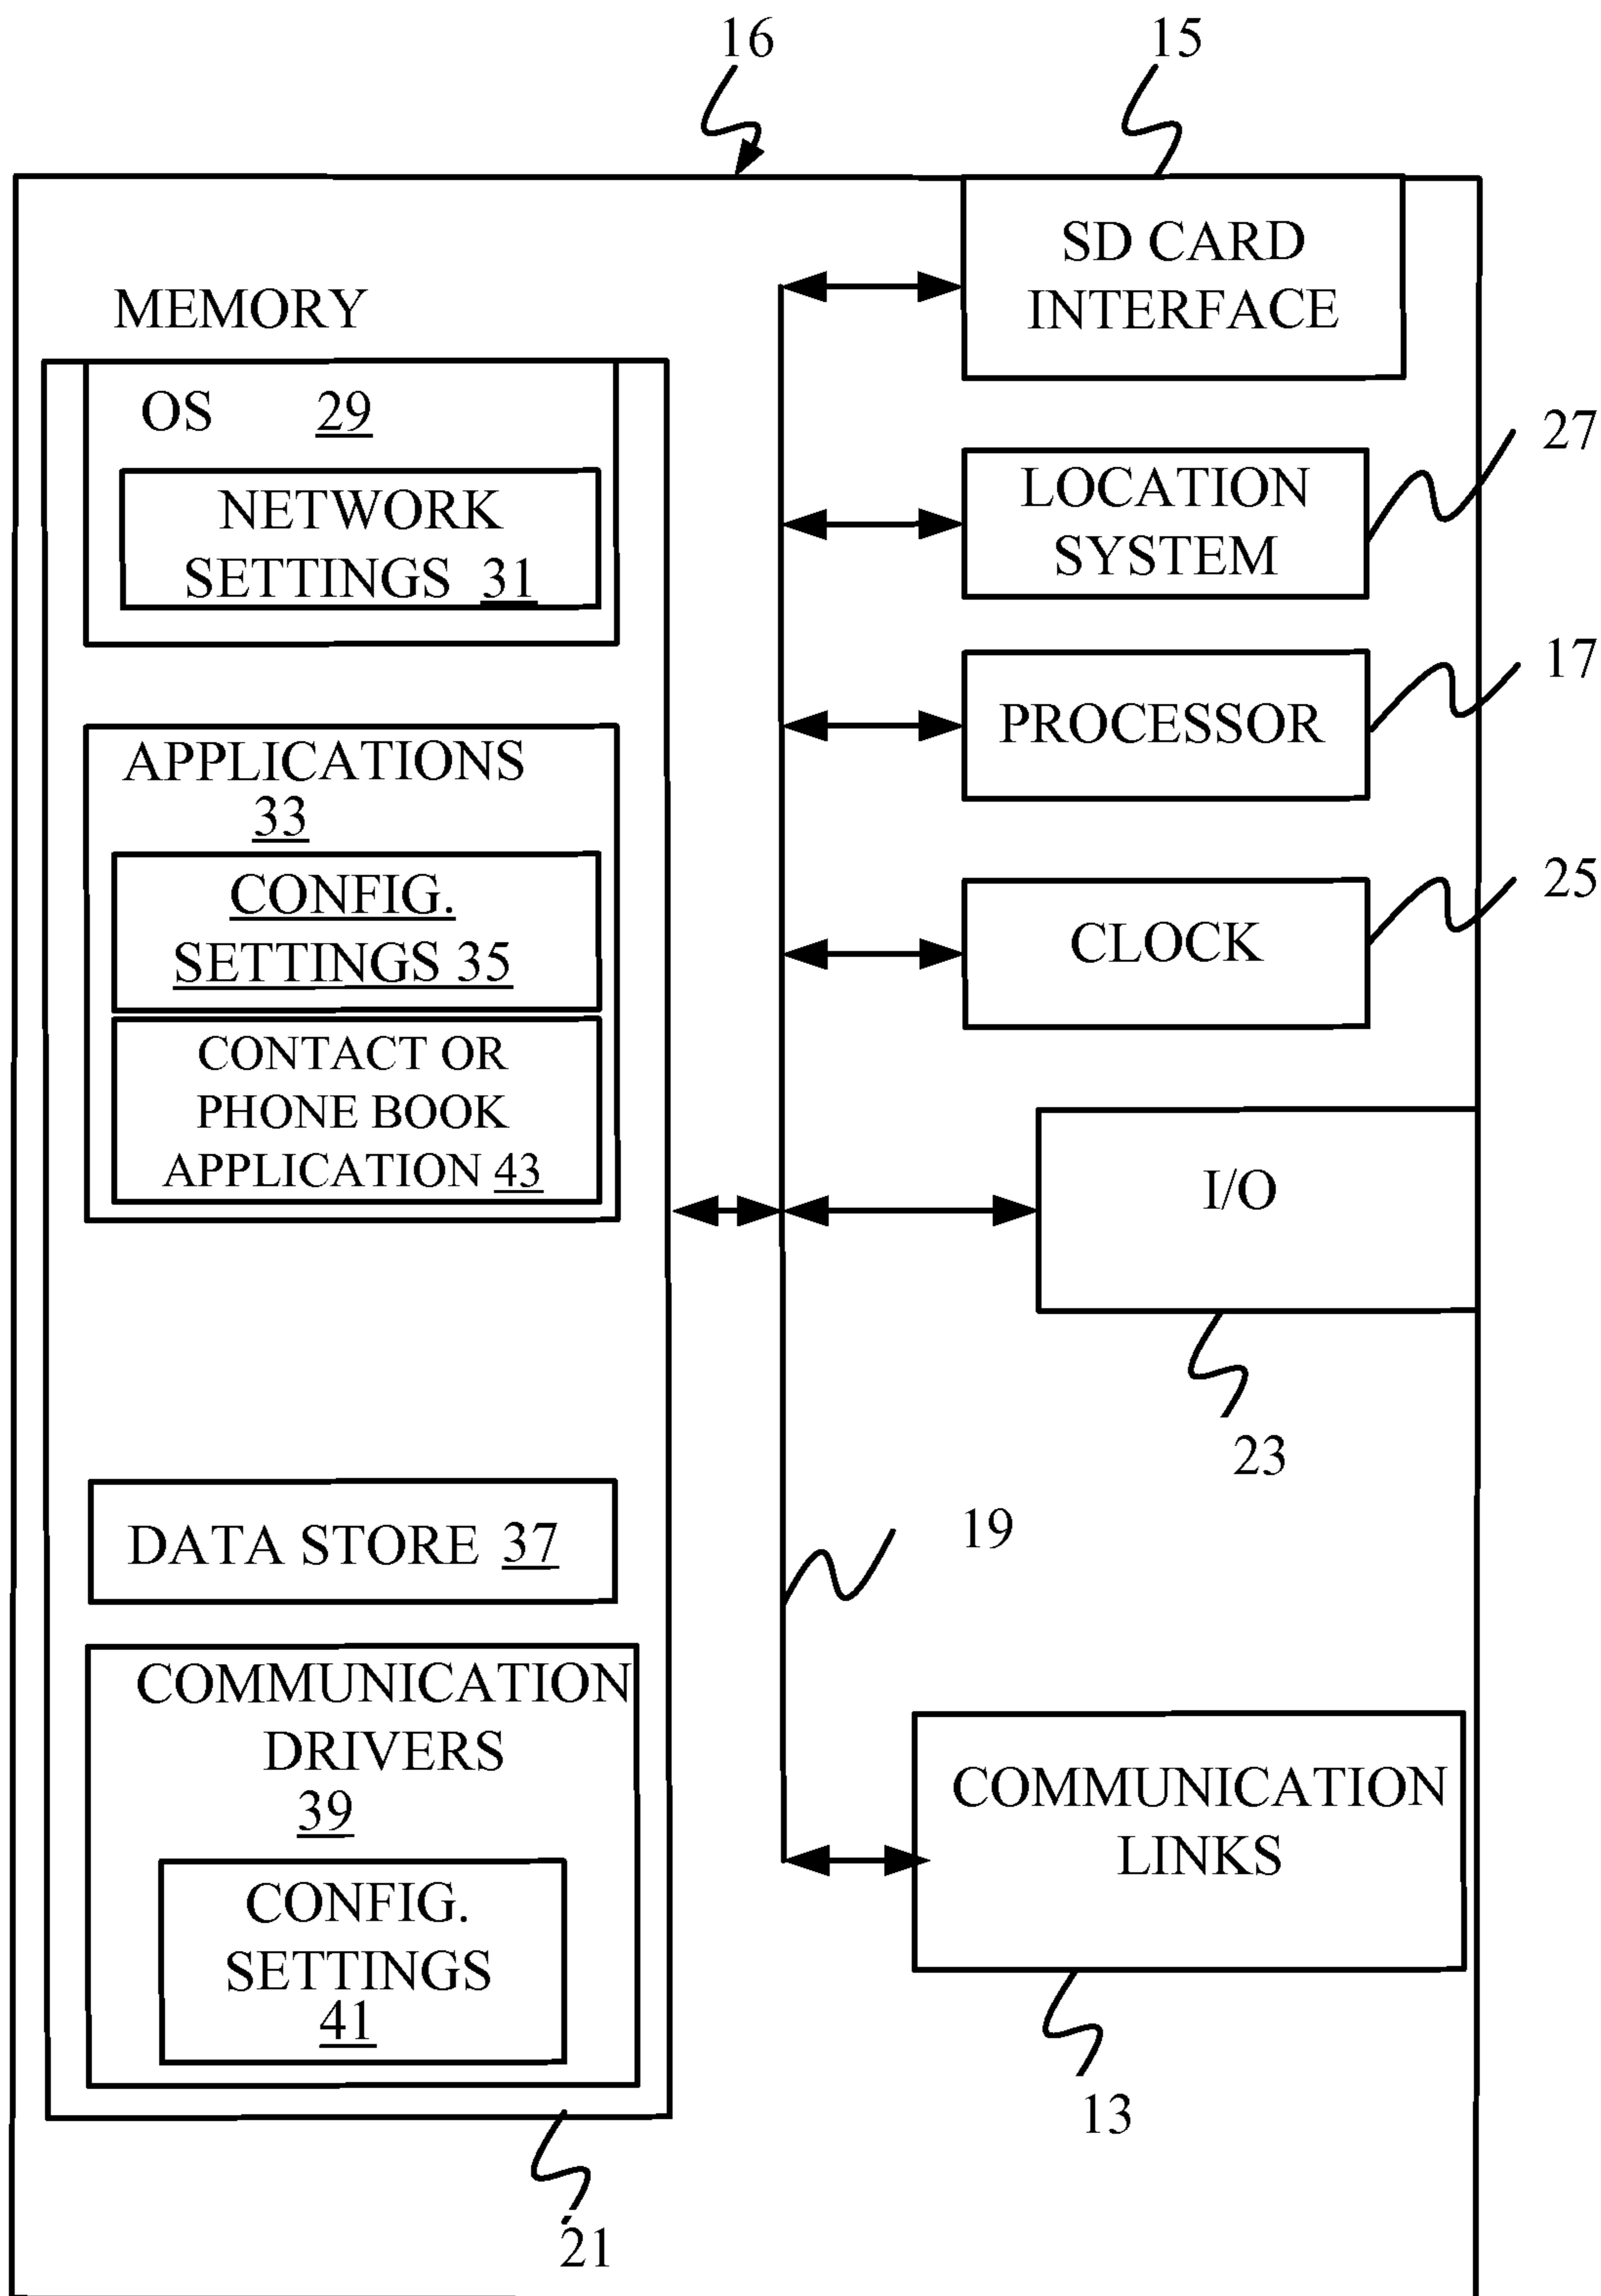 16
15
SD CARD
INTERFACE
MEMORY
OS 29
NETWORK
SETTINGS 31
27
LOCATION
SYSTEM
17
PROCESSOR
APPLICATIONS
33
CONFIG.
SETTINGS 35
25
CLOCK
CONTACT OR
PHONE BOOK
APPLICATION 43
I/O
23
19
DATA STORE 37
COMMUNICATION
DRIVERS
39
CONFIG.
SETTINGS
41
COMMUNICATION
LINKS
13
21